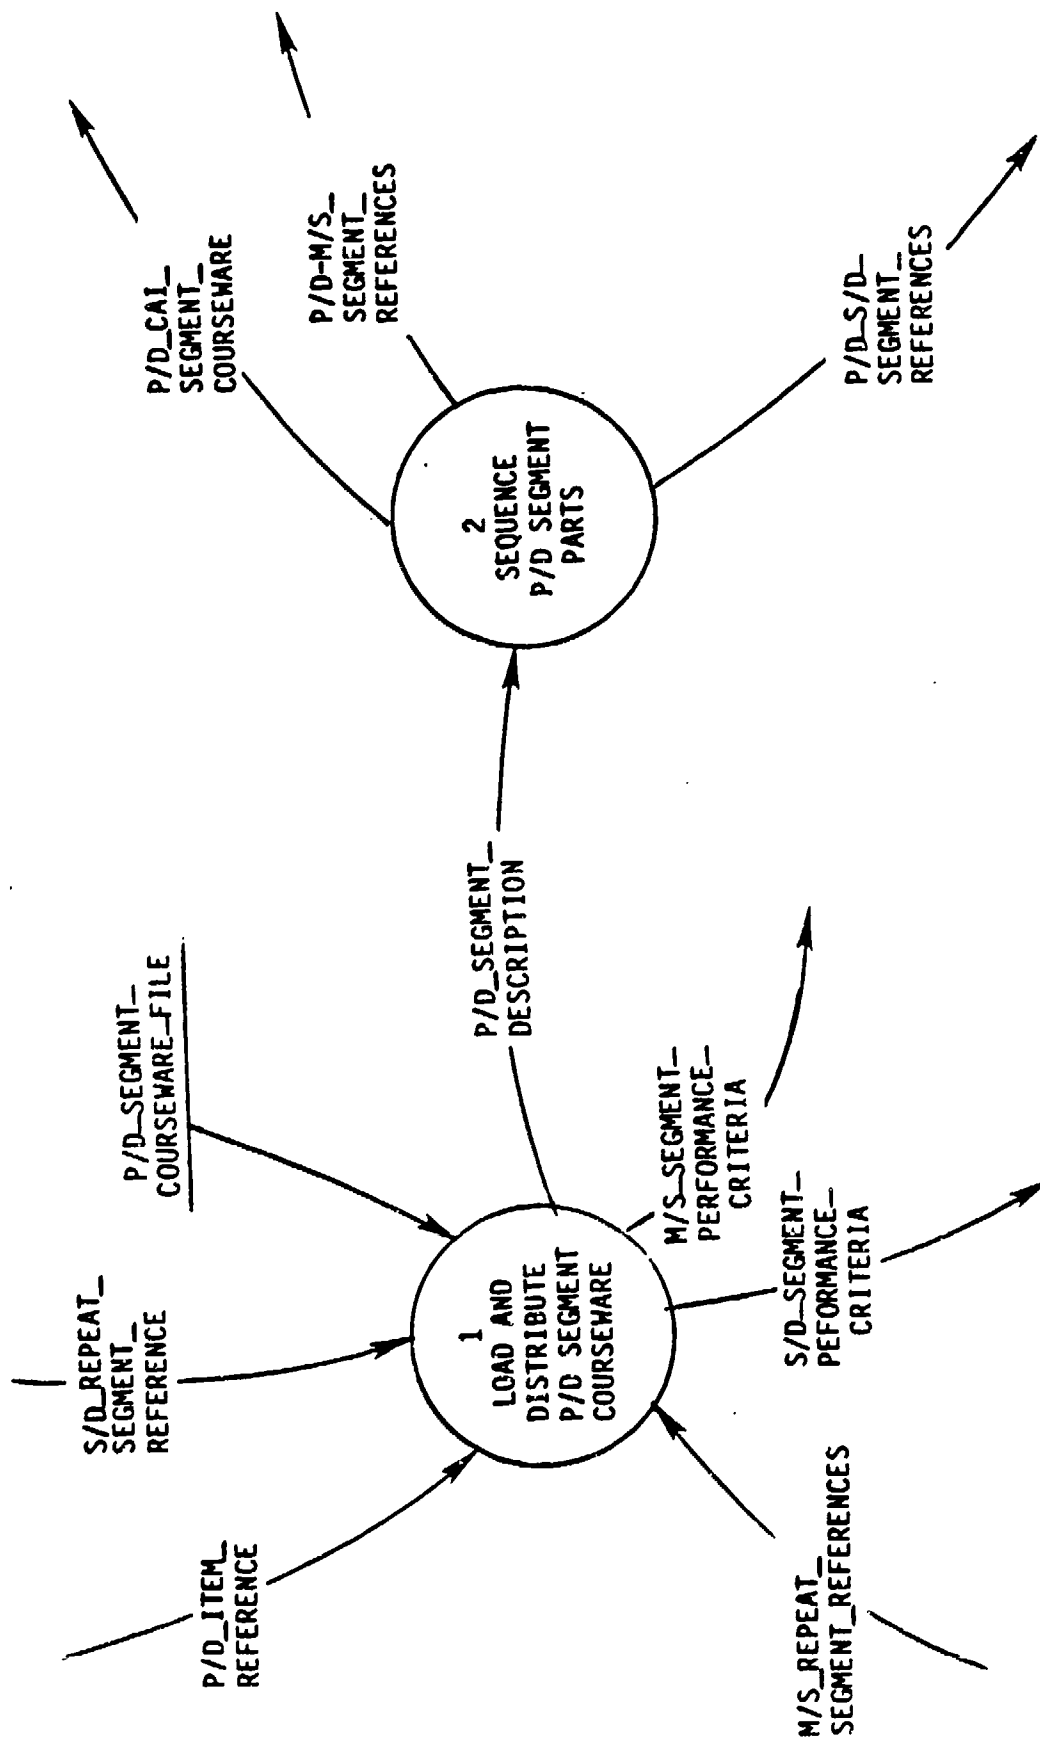 P/D_ITEM_
REFERENCE
S/D_REPEAT_
SEGMENT_
REFERENCE
P/D_SEGMENT_
COURSEWARE_FILE
M/S_REPEAT_
SEGMENT_REFERENCES
1
LOAD AND
DISTRIBUTE
P/D SEGMENT
COURSEWARE
S/D_SEGMENT_
PEFORMANCE_
CRITERIA
M/S_SEGMENT_
PERFORMANCE_
CRITERIA
P/D_SEGMENT_
DESCRIPTION
2
SEQUENCE
P/D SEGMENT
PARTS
P/D_CAI_
SEGMENT_
COURSEWARE
P/D-M/S_
SEGMENT_
REFERENCES
P/D_S/D_
SEGMENT_
REFERENCES